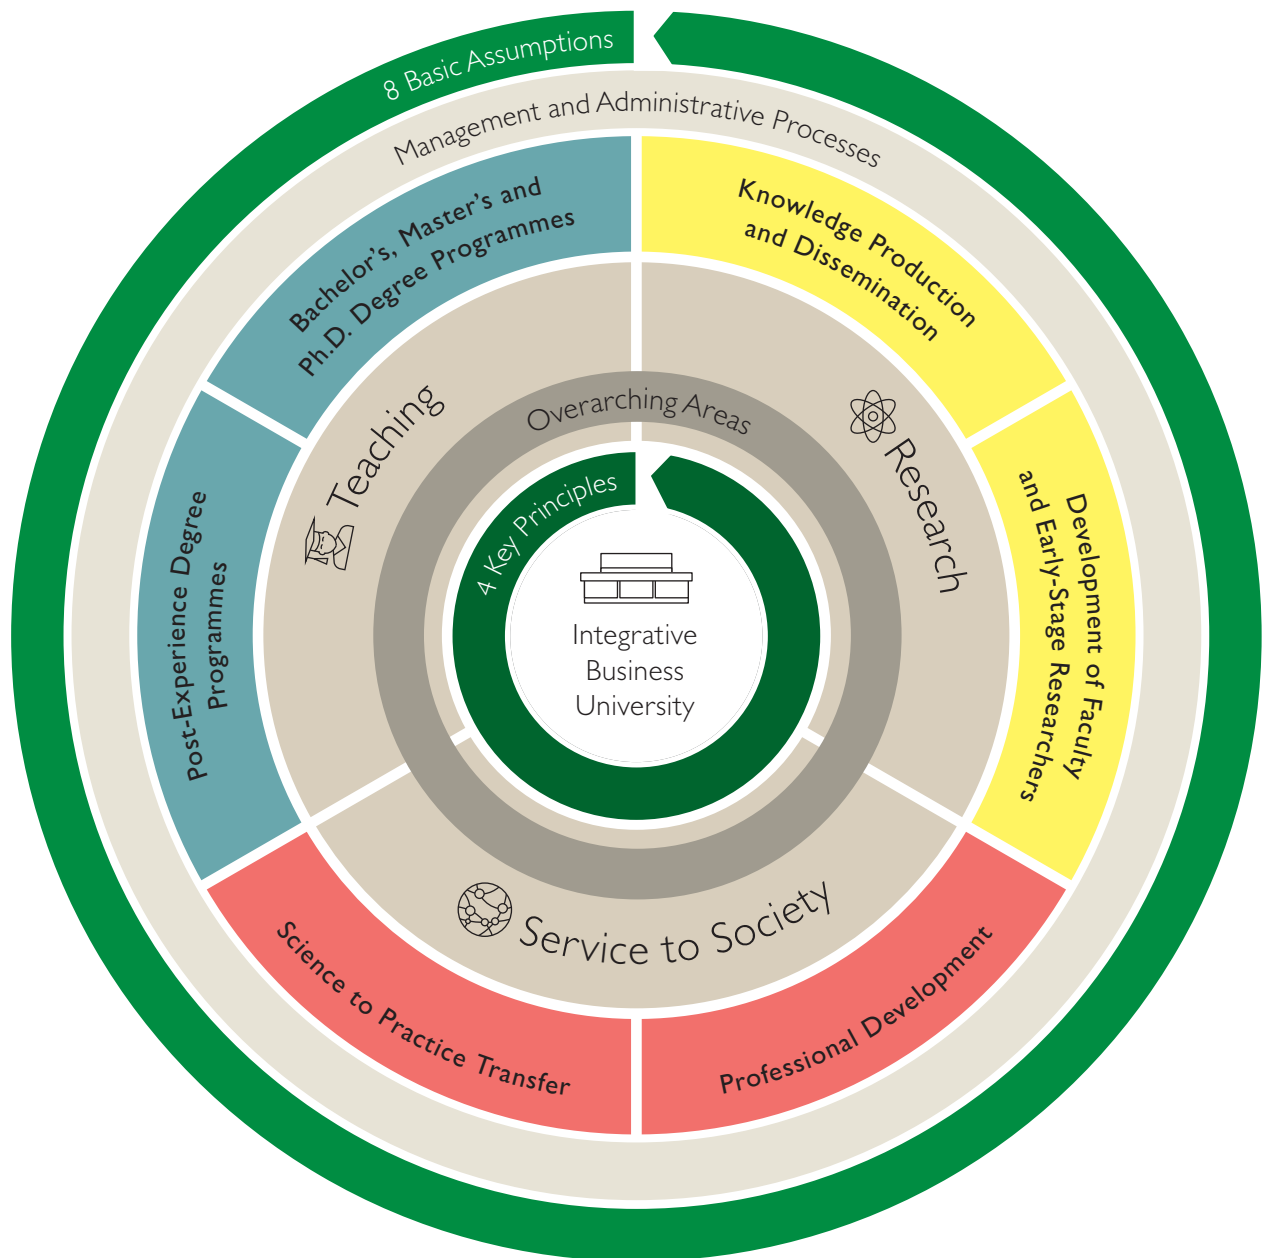 8 Basic Assumptions
Management and Administrative Processes
Bachelor's, Master's and
Ph.D. Degree Programmes
Knowledge Production
and Dissemination
Post-Experience Degree
Programmes
Development of Faculty
and Early-Stage Researchers
Science to Practice Transfer
Professional Development
Teaching
Research
Service to Society
Overarching Areas
4 Key Principles
Integrative
Business
University